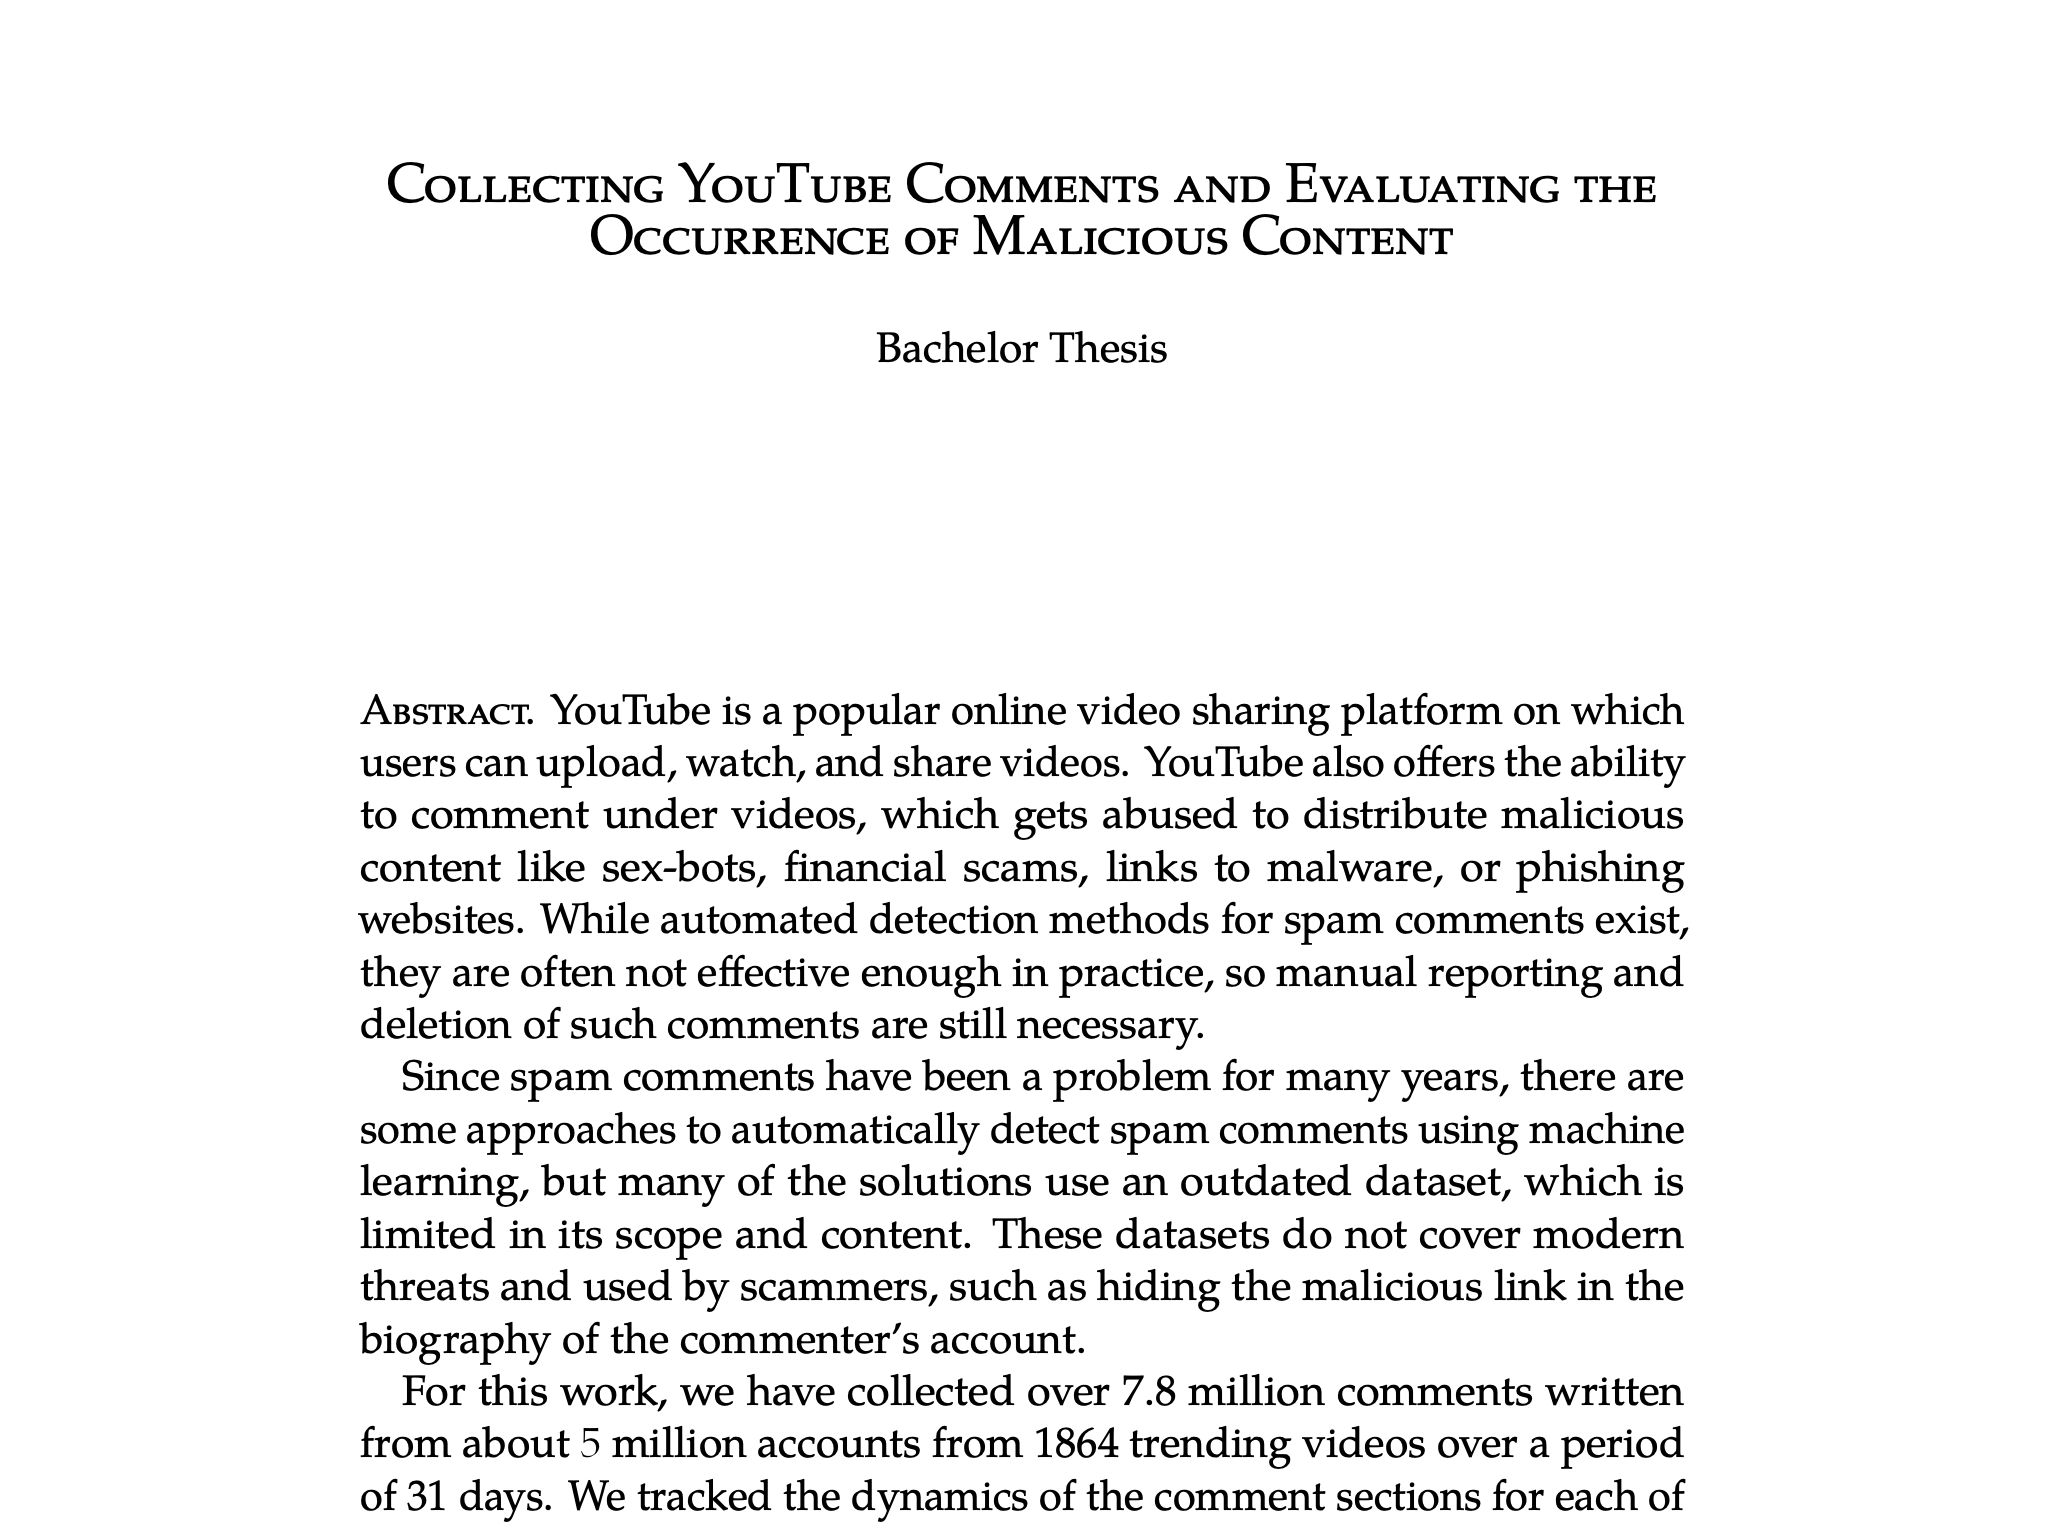 Collecting YouTube Comments and Evaluating the
Occurrence of Malicious Content
Bachelor Thesis
Abstract. YouTube is a popular online video sharing platform on which
users can upload, watch, and share videos. YouTube also offers the ability
to comment under videos, which gets abused to distribute malicious
content like sex-bots, financial scams, links to malware, or phishing
websites. While automated detection methods for spam comments exist,
they are often not effective enough in practice, so manual reporting and
deletion of such comments are still necessary.
Since spam comments have been a problem for many years, there are
some approaches to automatically detect spam comments using machine
learning, but many of the solutions use an outdated dataset, which is
limited in its scope and content. These datasets do not cover modern
threats and used by scammers, such as hiding the malicious link in the
biography of the commenter's account.
For this work, we have collected over 7.8 million comments written
from about 5 million accounts from 1864 trending videos over a period
of 31 days. We tracked the dynamics of the comment sections for each of